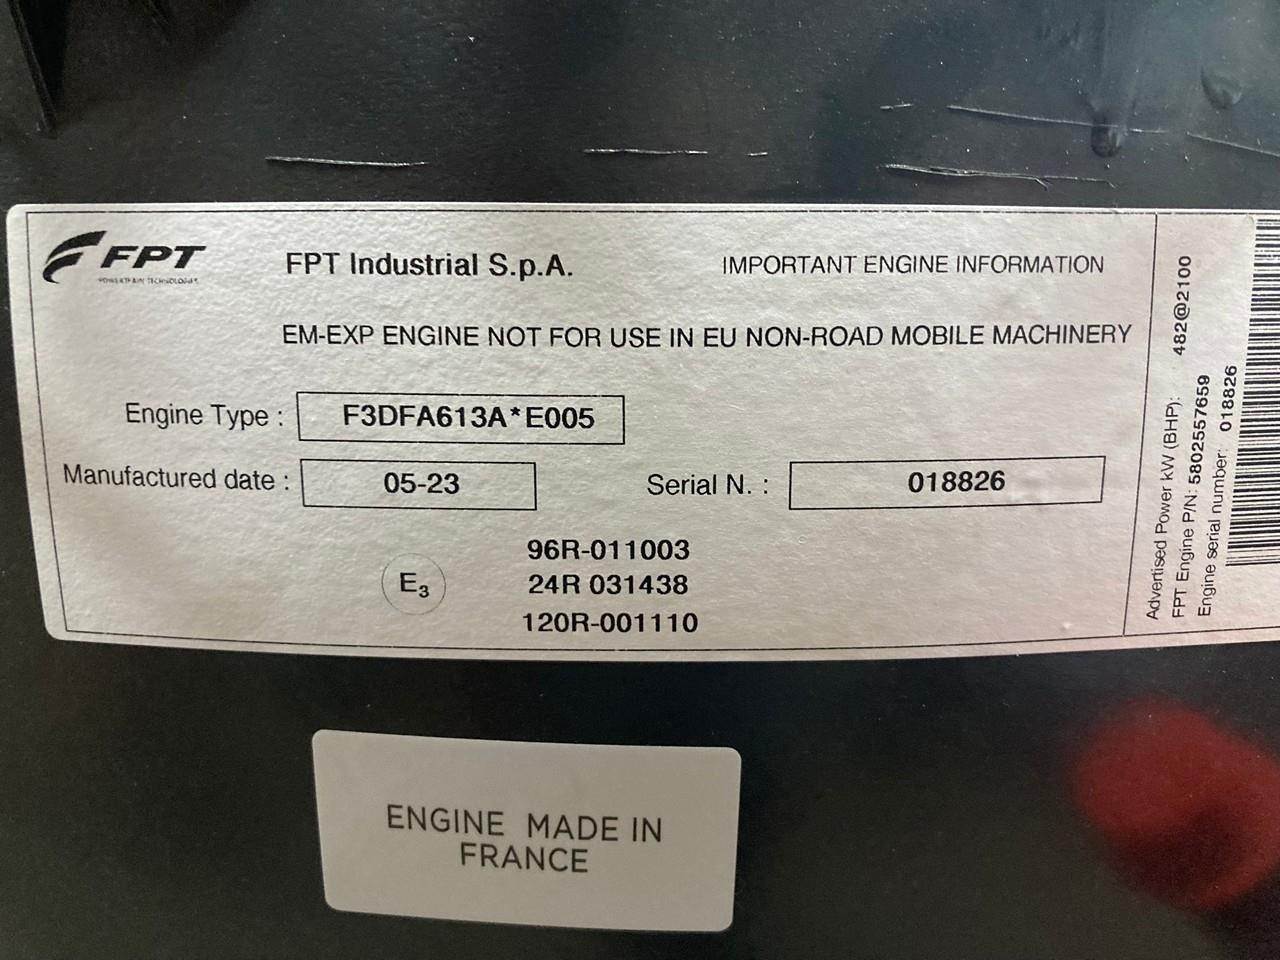 FPT
POWERTRAIN TECHNOLOGIES
FPT Industrial S.p.A.
IMPORTANT ENGINE INFORMATION
EM-EXP ENGINE NOT FOR USE IN EU NON-ROAD MOBILE MACHINERY
Engine Type : F3DFA613A*E005
Manufactured date : 05-23
Serial N. : 018826
E3
96R-011003
24R 031438
120R-001110
Advertised Power kW (BHP): 482@2100
FPT Engine P/N: 5802557659
Engine serial number: 018826
ENGINE MADE IN
FRANCE